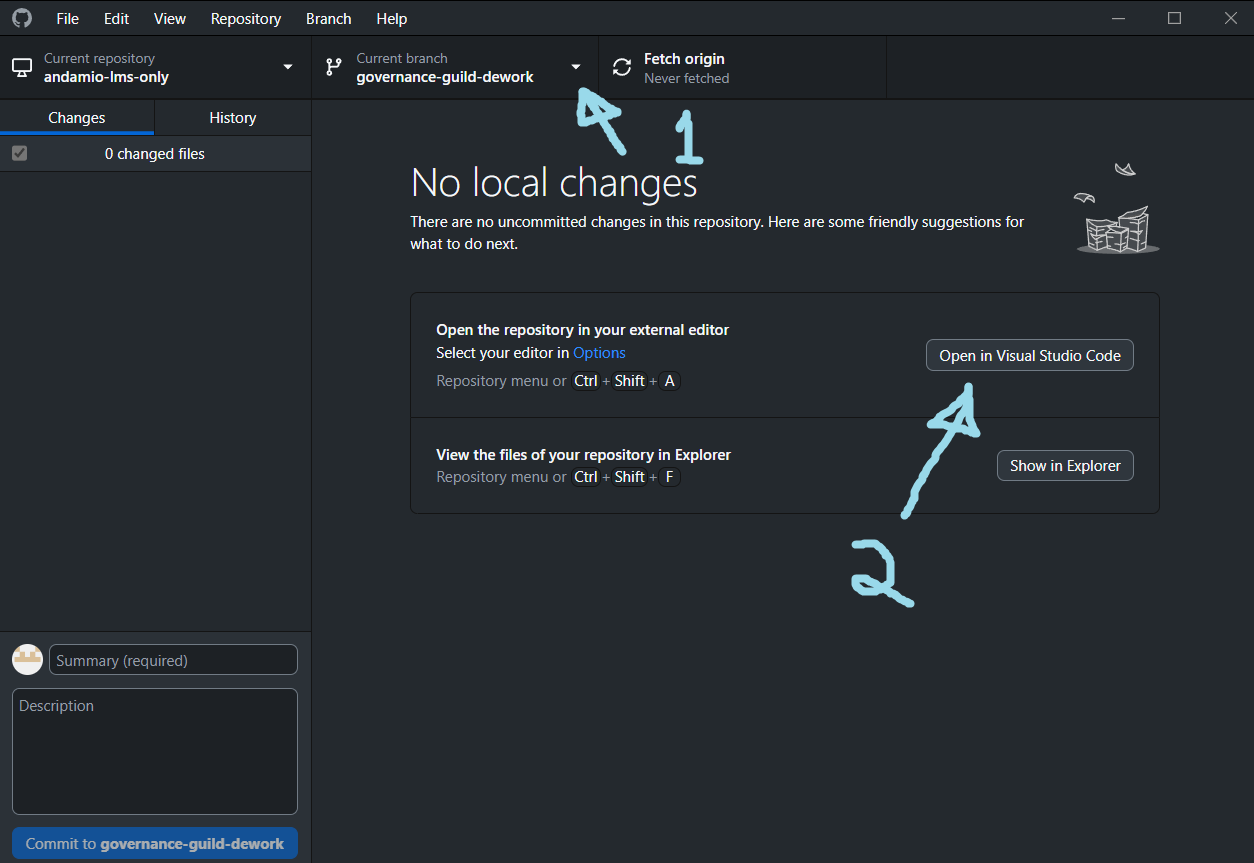 File Edit View Repository Branch Help
Current repository
andamio-lms-only
Current branch
governance-guild-dework
Fetch origin
Never fetched
Changes History
1
0 changed files
No local changes
There are no uncommitted changes in this repository. Here are some friendly suggestions for
what to do next.
Open the repository in your external editor
Select your editor in Options
Repository menu or Ctrl + Shift + A
Open in Visual Studio Code
View the files of your repository in Explorer
Repository menu or Ctrl + Shift + F
Show in Explorer
2
Summary (required)
Description
Commit to governance-guild-dework